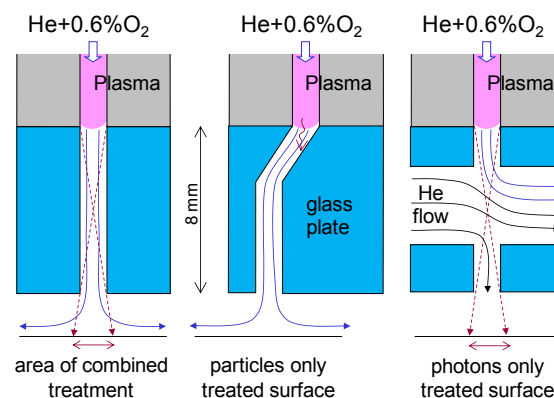 He+0.6%O2
He+0.6%O2
He+0.6%O2
Plasma
Plasma
Plasma
8 mm
glass
plate
He
flow
area of combined
treatment
particles only
treated surface
photons only
treated surface